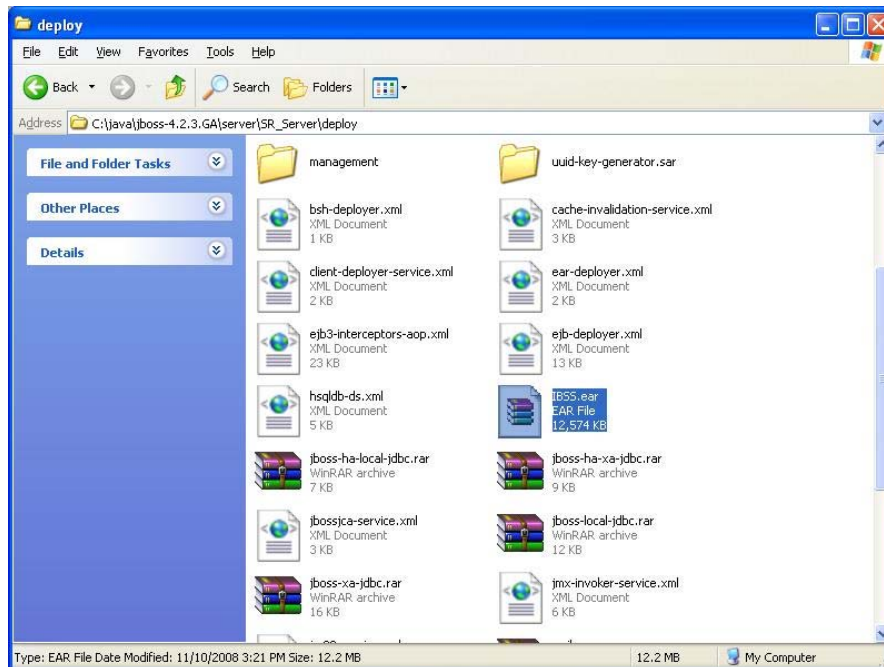 deploy
File Edit View Favorites Tools Help
Back Search Folders
Address C:\java\jboss-4.2.3.GA\server\SR_Server\deploy
File and Folder Tasks
Other Places
Details
management
uuid-key-generator.sar
bsh-deployer.xml
XML Document
1 KB
cache-invalidation-service.xml
XML Document
3 KB
client-deployer-service.xml
XML Document
2 KB
ear-deployer.xml
XML Document
2 KB
ejb3-interceptors-aop.xml
XML Document
23 KB
ejb-deployer.xml
XML Document
13 KB
hsqldb-ds.xml
XML Document
5 KB
IBSS.ear
EAR File
12,574 KB
jboss-ha-local-jdbc.rar
WinRAR archive
7 KB
jboss-ha-xa-jdbc.rar
WinRAR archive
9 KB
jbossjca-service.xml
XML Document
3 KB
jboss-local-jdbc.rar
WinRAR archive
12 KB
jboss-xa-jdbc.rar
WinRAR archive
16 KB
jmx-invoker-service.xml
XML Document
6 KB
Type: EAR File Date Modified: 11/10/2008 3:21 PM Size: 12.2 MB 12.2 MB My Computer